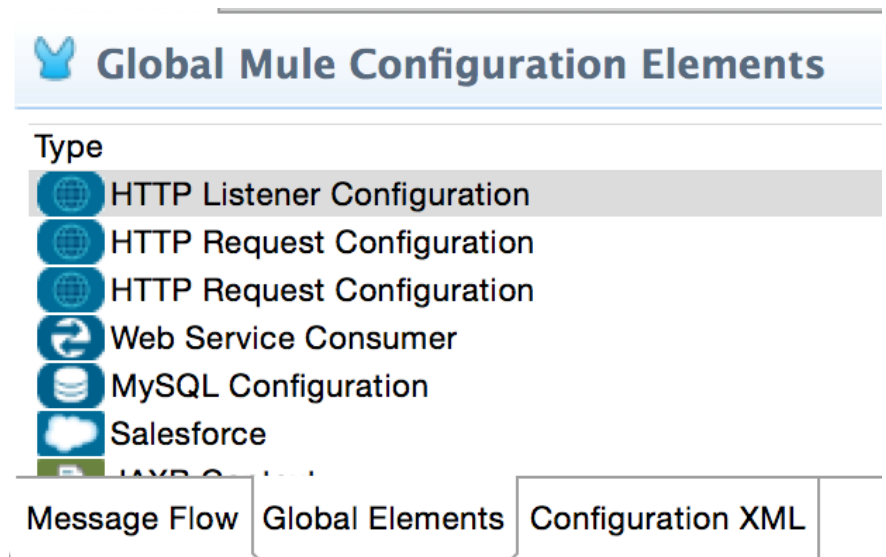 Global Mule Configuration Elements
Type
HTTP Listener Configuration
HTTP Request Configuration
HTTP Request Configuration
Web Service Consumer
MySQL Configuration
Salesforce
Message Flow Global Elements Configuration XML